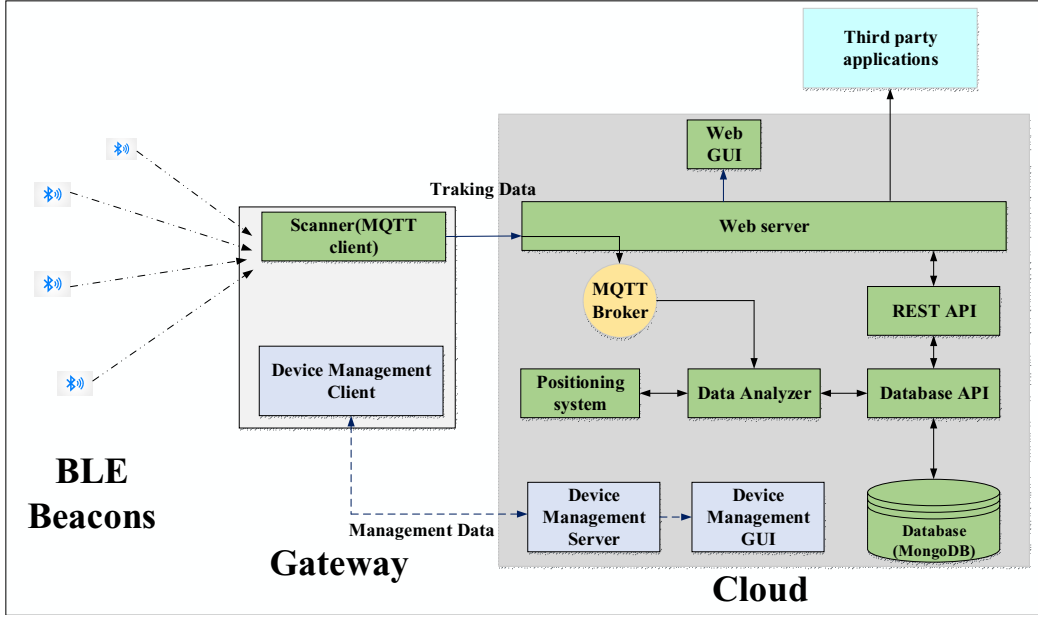 Third party
applications
Web
GUI
Traking Data
Scanner(MQTT
client)
Web server
MQTT
Broker
REST API
Device Management
Client
Positioning
system
Data Analyzer
Database API
BLE
Beacons
Device
Management
Server
Device
Management
GUI
Management Data
Database
(MongoDB)
Gateway
Cloud